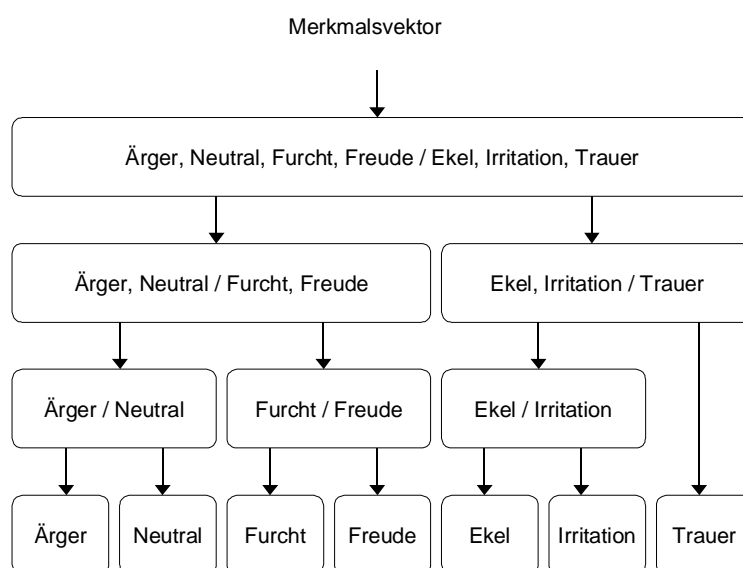 Merkmalsvektor
Ärger, Neutral, Furcht, Freude / Ekel, Irritation, Trauer
Ärger, Neutral / Furcht, Freude
Ekel, Irritation / Trauer
Ärger / Neutral
Furcht / Freude
Ekel / Irritation
Ärger
Neutral
Furcht
Freude
Ekel
Irritation
Trauer